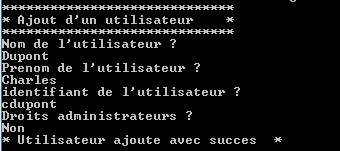 *****************************
* Ajout d'un utilisateur    *
*****************************
Nom de l'utilisateur ?
Dupont
Prenom de l'utilisateur ?
Charles
identifiant de l'utilisateur ?
cdupont
Droits administrateurs ?
Non
* Utilisateur ajoute avec succes  *